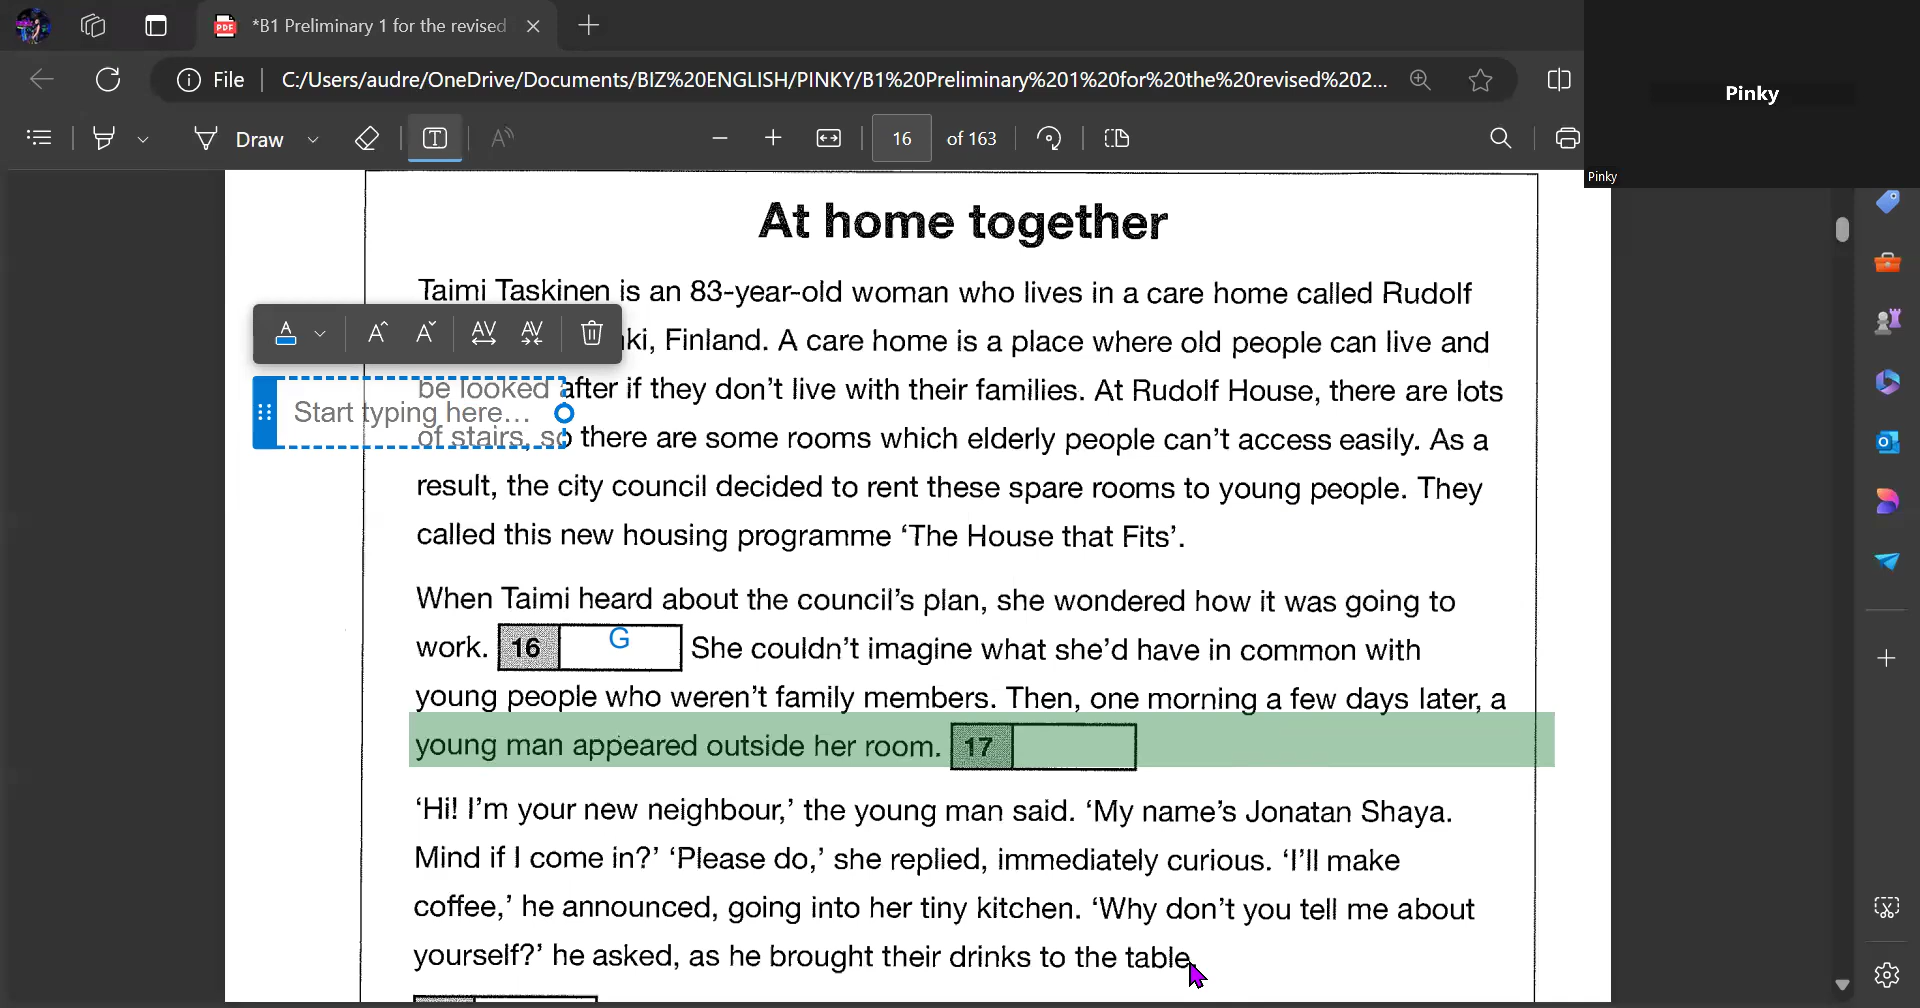 *B1 Preliminary 1 for the revised
File
C:/Users/audre/OneDrive/Documents/BIZ%20ENGLISH/PINKY/B1%20Preliminary%201%20for%20the%20revised%202...
Pinky
Draw
16 of 163
Pinky
At home together
Taimi Taskinen is an 83-year-old woman who lives in a care home called Rudolf
ki, Finland. A care home is a place where old people can live and
be looked after if they don't live with their families. At Rudolf House, there are lots
Start typing here...
of stairs, so there are some rooms which elderly people can't access easily. As a
result, the city council decided to rent these spare rooms to young people. They
called this new housing programme ‘The House that Fits’.
When Taimi heard about the council's plan, she wondered how it was going to
work. 16 G She couldn't imagine what she'd have in common with
young people who weren't family members. Then, one morning a few days later, a
young man appeared outside her room. 17
‘Hi! I'm your new neighbour,’ the young man said. ‘My name's Jonatan Shaya.
Mind if I come in?’ ‘Please do,’ she replied, immediately curious. ‘I'll make
coffee,’ he announced, going into her tiny kitchen. ‘Why don't you tell me about
yourself?’ he asked, as he brought their drinks to the table.